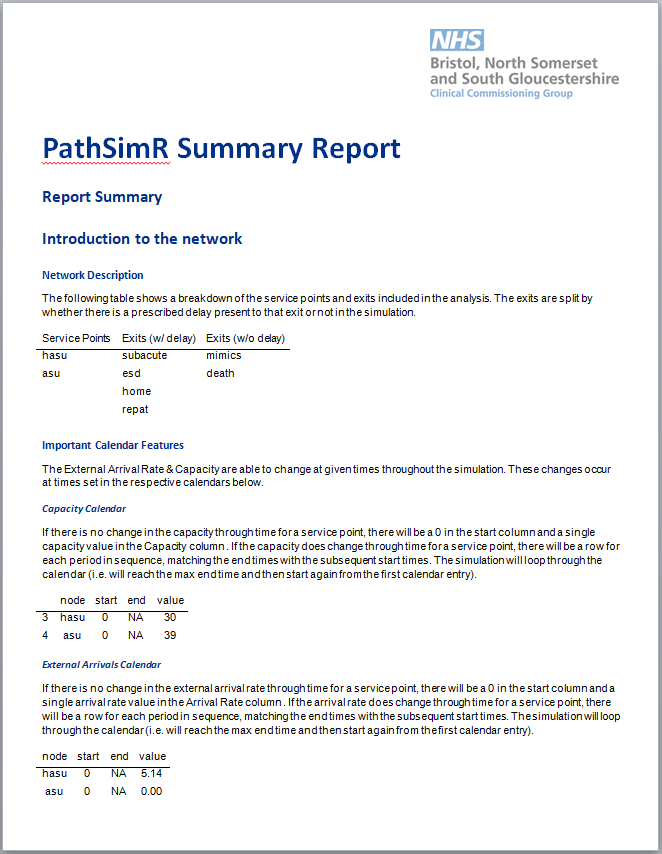 NHS
Bristol, North Somerset
and South Gloucestershire
Clinical Commissioning Group
PathSimR Summary Report
Report Summary
Introduction to the network
Network Description
The following table shows a breakdown of the service points and exits included in the analysis. The exits are split by
whether there is a prescribed delay present to that exit or not in the simulation.
Service Points Exits (w/ delay) Exits (w/o delay)
hasu subacute mimics
asu esd death
home
repat
Important Calendar Features
The External Arrival Rate & Capacity are able to change at given times throughout the simulation. These changes occur
at times set in the respective calendars below.
Capacity Calendar
If there is no change in the capacity through time for a service point, there will be a 0 in the start column and a single
capacity value in the Capacity column. If the capacity does change through time for a service point, there will be a row for
each period in sequence, matching the end times with the subsequent start times. The simulation will loop through the
calendar (i.e. will reach the max end time and then start again from the first calendar entry).
node start end value
3 hasu 0 NA 30
4 asu 0 NA 39
External Arrivals Calendar
If there is no change in the external arrival rate through time for a service point, there will be a 0 in the start column and a
single arrival rate value in the Arrival Rate column. If the arrival rate does change through time for a service point, there
will be a row for each period in sequence, matching the end times with the subsequent start times. The simulation will loop
through the calendar (i.e. will reach the max end time and then start again from the first calendar entry).
node start end value
hasu 0 NA 5.14
asu 0 NA 0.00